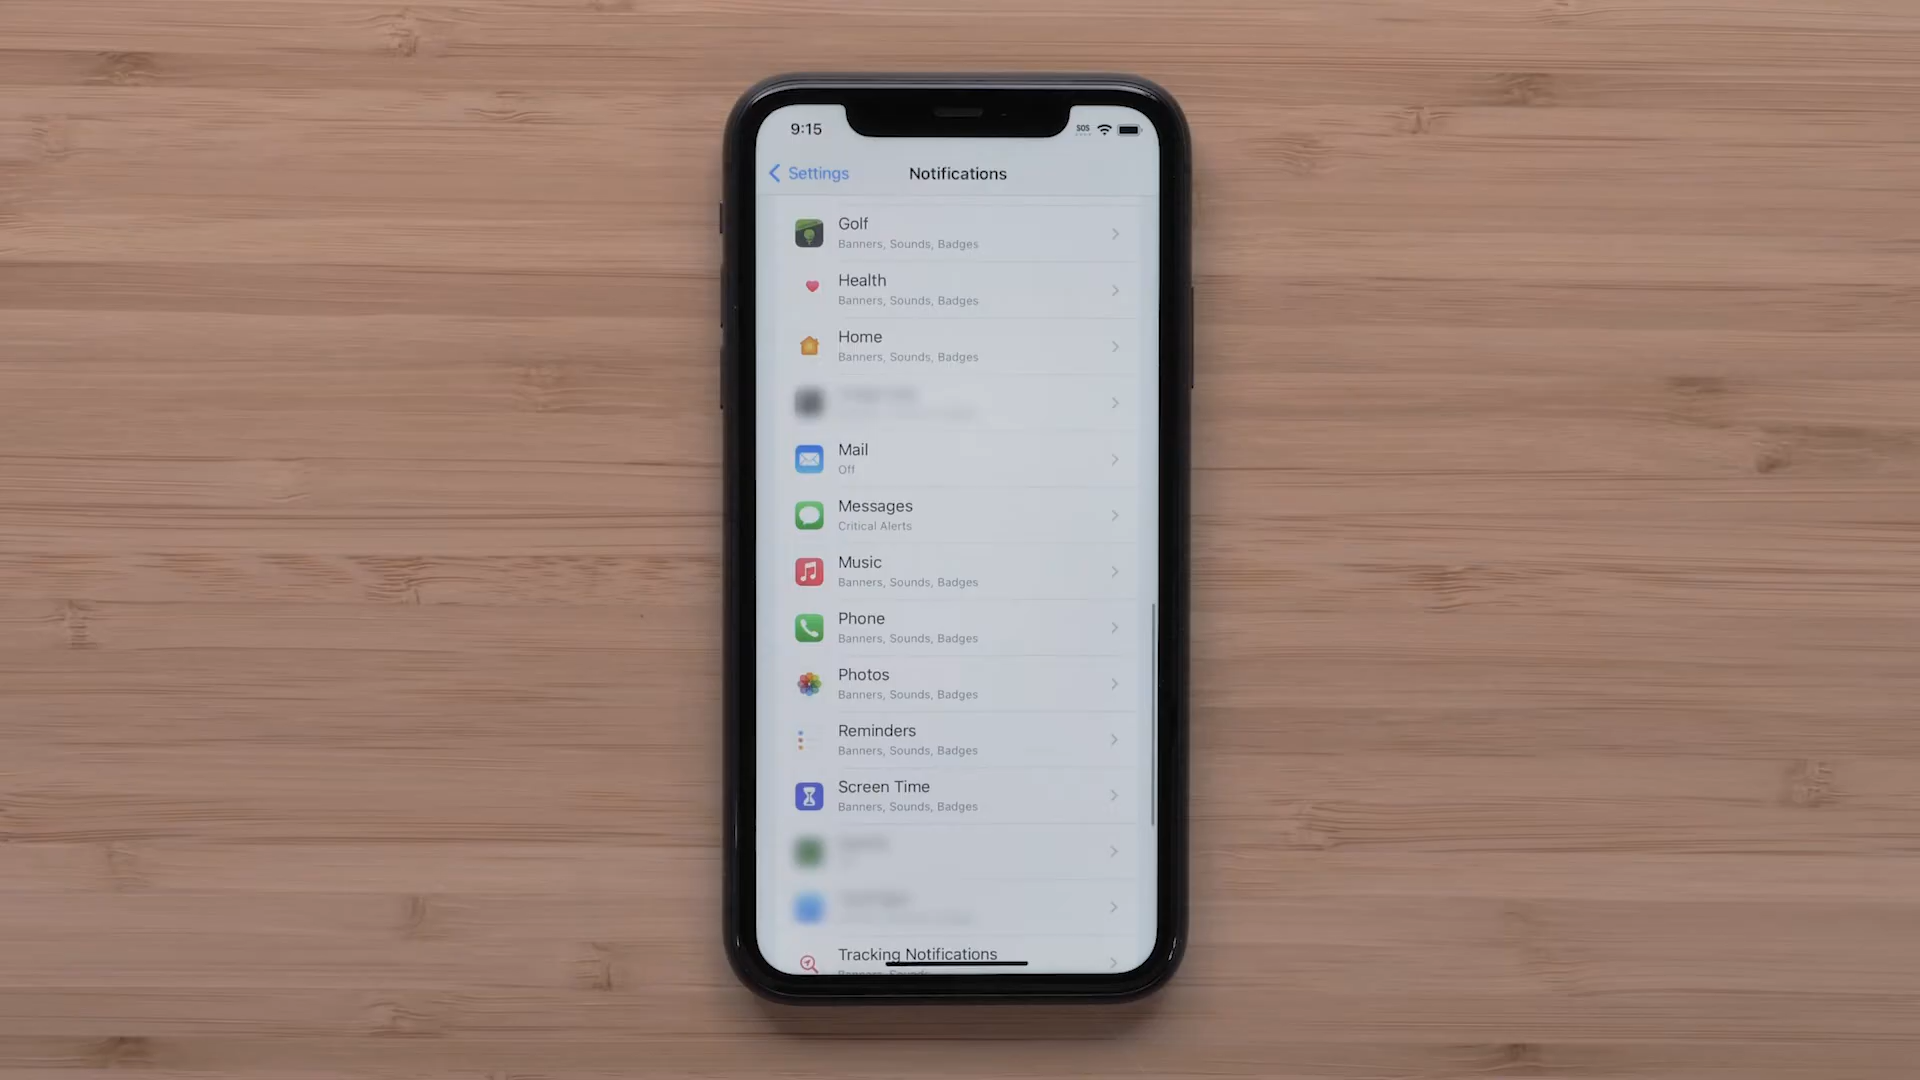 9:15
SOS
Settings
Notifications
Golf
Banners, Sounds, Badges
Health
Banners, Sounds, Badges
Home
Banners, Sounds, Badges
Mail
Off
Messages
Critical Alerts
Music
Banners, Sounds, Badges
Phone
Banners, Sounds, Badges
Photos
Banners, Sounds, Badges
Reminders
Banners, Sounds, Badges
Screen Time
Banners, Sounds, Badges
Tracking Notifications
Banners, Sounds